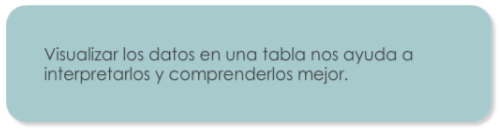 Visualizar los datos en una tabla nos ayuda a
interpretarlos y comprenderlos mejor.